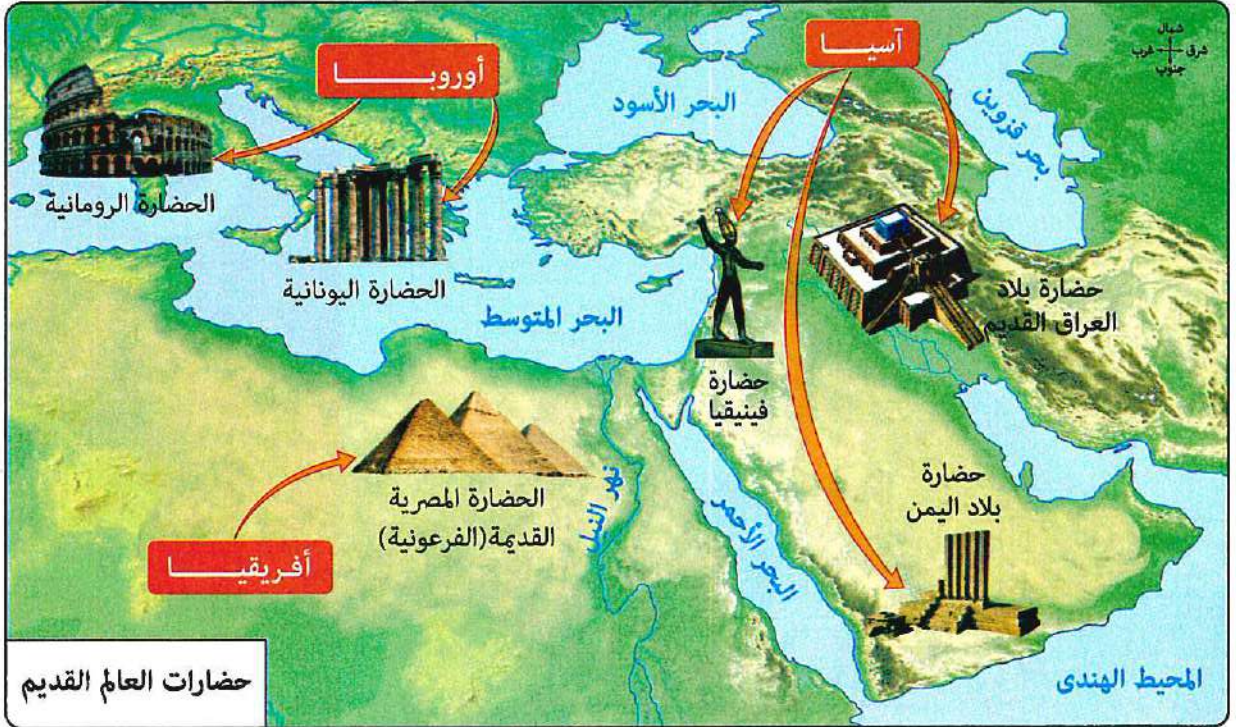 شمال
شرق
غرب
جنوب
آسيا
أوروبا
البحر الأسود
بحر قزوين
الحضارة الرومانية
الحضارة اليونانية
البحر المتوسط
حضارة بلاد
العراق القديم
حضارة
فينيقيا
حضارة
بلاد اليمن
الحضارة المصرية
القديمة(الفرعونية)
نهر النيل
البحر الأحمر
أفريقيا
المحيط الهندى
حضارات العالم القديم